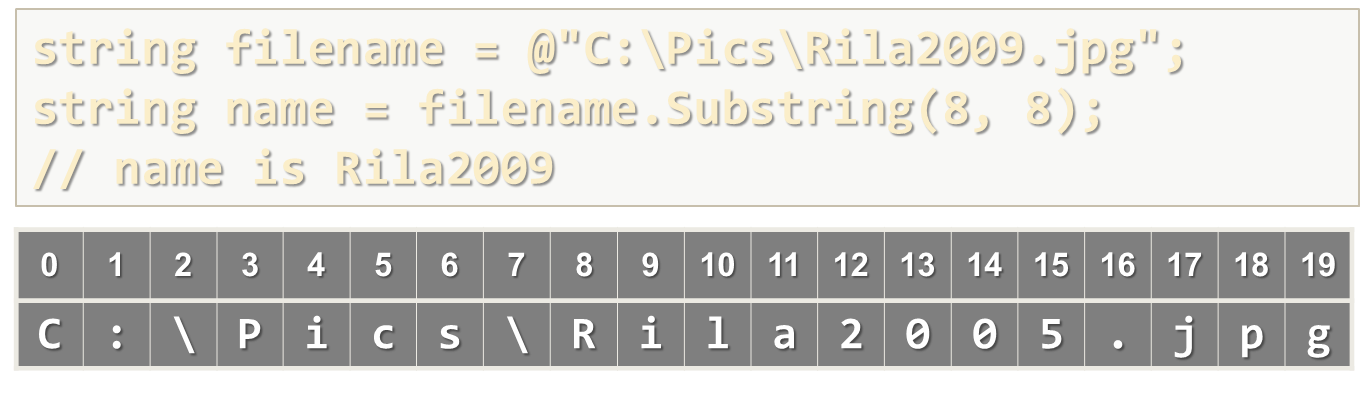 string filename = @"C:\Pics\Rila2009.jpg";
string name = filename.Substring(8, 8);
// name is Rila2009
0 1 2 3 4 5 6 7 8 9 10 11 12 13 14 15 16 17 18 19
C : \ P i c s \ R i l a 2 0 0 5 . j p g